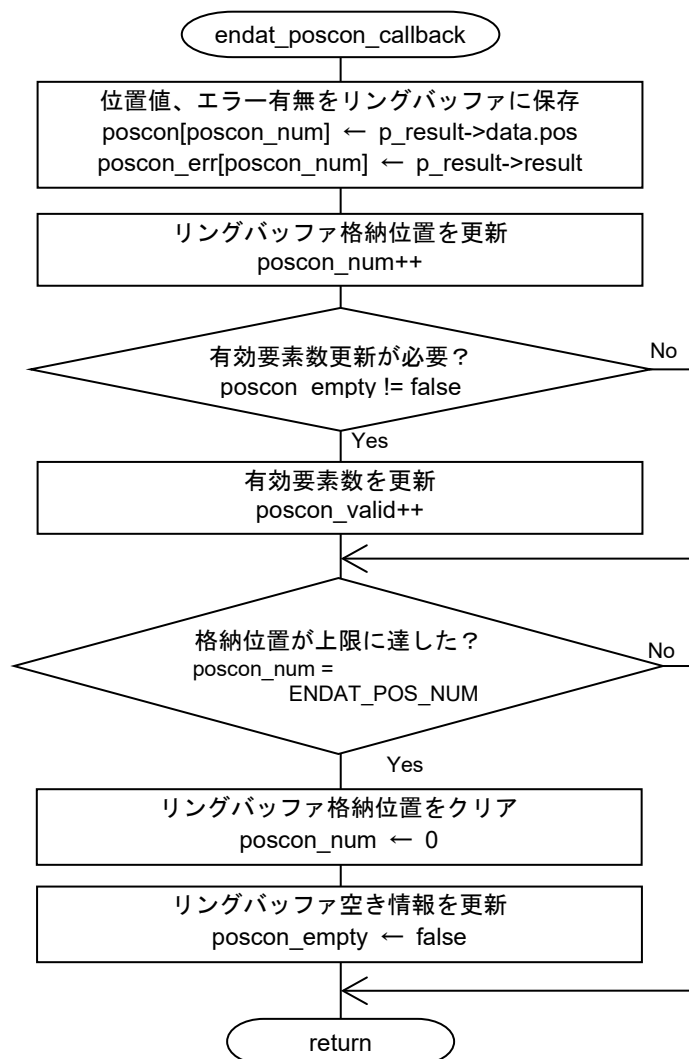 endat_poscon_callback
位置値、エラー有無をリングバッファに保存
poscon[poscon_num] ← p_result->data.pos
poscon_err[poscon_num] ← p_result->result
リングバッファ格納位置を更新
poscon_num++
有効要素数更新が必要？
poscon_empty != false
No
Yes
有効要素数を更新
poscon_valid++
格納位置が上限に達した？
poscon_num =
ENDAT_POS_NUM
No
Yes
リングバッファ格納位置をクリア
poscon_num ← 0
リングバッファ空き情報を更新
poscon_empty ← false
return